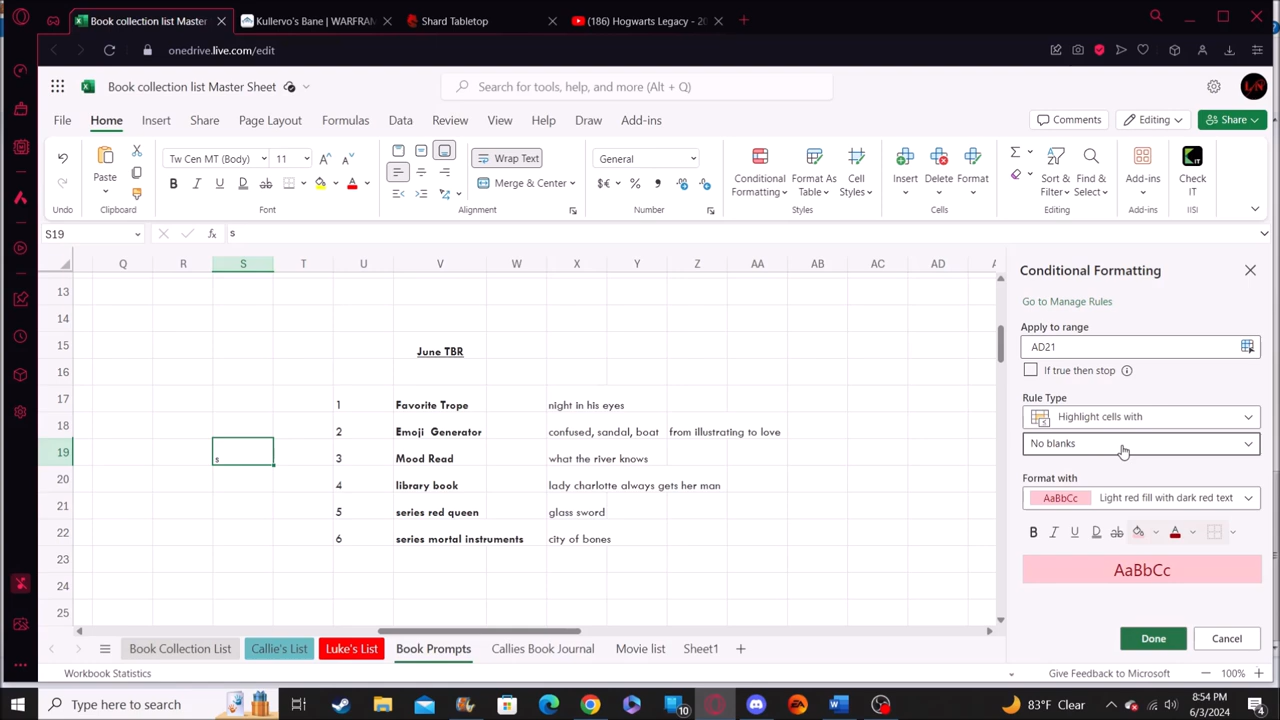 Book collection list Master
Kullervo's Bane | WARFRAM
Shard Tabletop
(186) Hogwarts Legacy - 20
onedrive.live.com/edit
Book collection list Master Sheet
Search for tools, help, and more (Alt + Q)
L/N
File Home Insert Share Page Layout Formulas Data Review View Help Draw Add-ins
Comments Editing Share
Tw Cen MT (Body) 11 A A Wrap Text General
B I U D ab A Merge & Center $€ % 9
Paste Conditional Formatting Format As Table Cell Styles Insert Delete Format Sort & Filter Find & Select Add-ins Check IT
Undo Clipboard Font Alignment Number Styles Cells Editing Add-ins IISI
S19 fx s
Q R S T U V W X Y Z AA AB AC AD A
13
14
15 June TBR
16
17 1 Favorite Trope night in his eyes
18 2 Emoji Generator confused, sandal, boat from illustrating to love
19 s 3 Mood Read what the river knows
20 4 library book lady charlotte always gets her man
21 5 series red queen glass sword
22 6 series mortal instruments city of bones
23
24
25
Conditional Formatting
Go to Manage Rules
Apply to range
AD21
If true then stop
Rule Type
Highlight cells with
No blanks
Format with
AaBbCc Light red fill with dark red text
B I U D ab A
AaBbCc
Done Cancel
Book Collection List Callie's List Luke's List Book Prompts Callies Book Journal Movie list Sheet1
Workbook Statistics Give Feedback to Microsoft 100%
Type here to search
10
83°F Clear
8:54 PM
6/3/2024
4